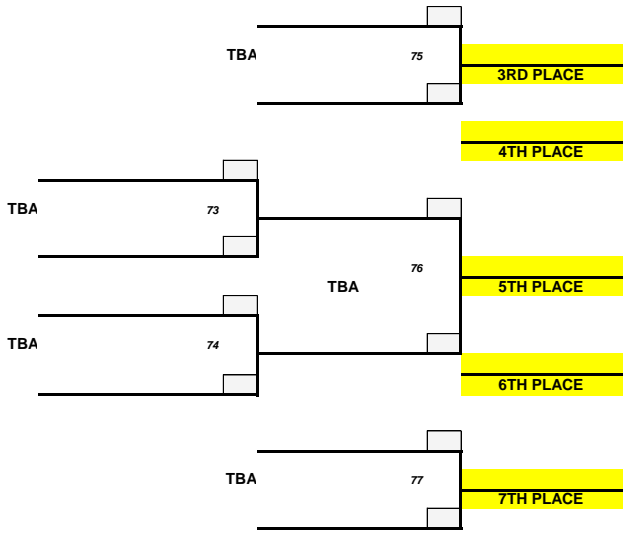 TBA
75
3RD PLACE
4TH PLACE
TBA
73
76
TBA
5TH PLACE
TBA
74
6TH PLACE
TBA
77
7TH PLACE